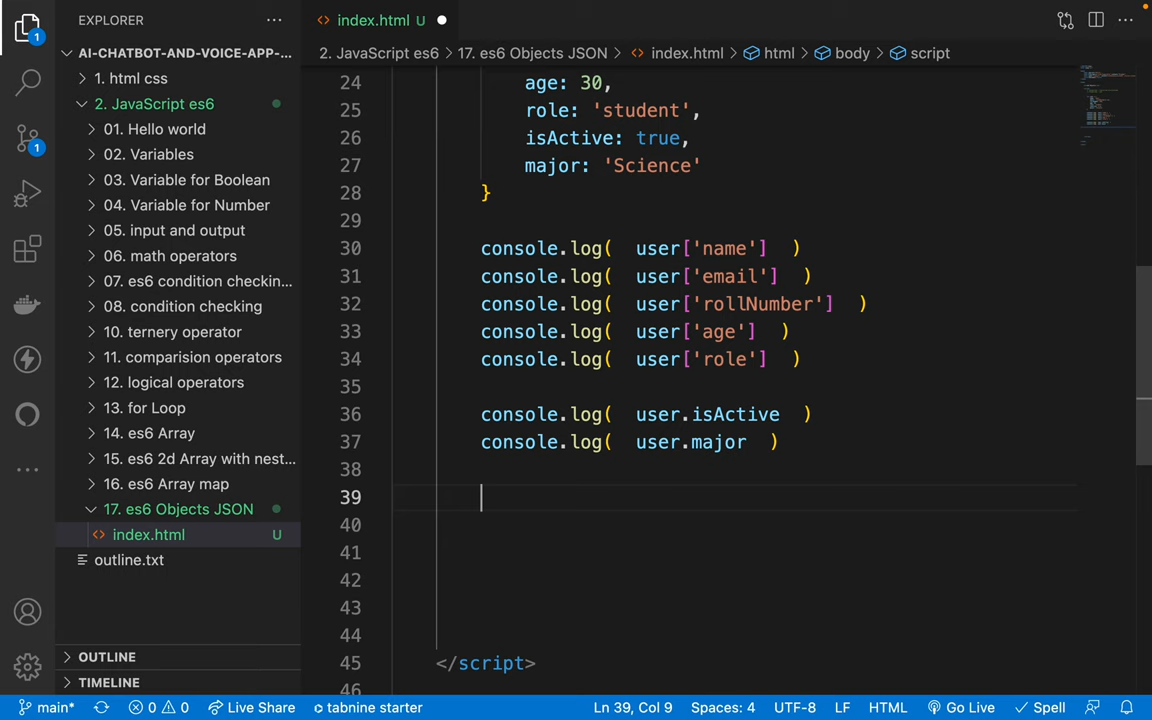 EXPLORER
index.html U
AI-CHATBOT-AND-VOICE-APP-...
2. JavaScript es6 > 17. es6 Objects JSON > index.html > html > body > script
1. html css
2. JavaScript es6
01. Hello world
02. Variables
03. Variable for Boolean
04. Variable for Number
05. input and output
06. math operators
07. es6 condition checkin...
08. condition checking
10. ternery operator
11. comparision operators
12. logical operators
13. for Loop
14. es6 Array
15. es6 2d Array with nest...
16. es6 Array map
17. es6 Objects JSON
index.html U
outline.txt
OUTLINE
TIMELINE
1
1
24 age: 30,
25 role: 'student',
26 isActive: true,
27 major: 'Science'
28 }
29
30 console.log(  user['name']  )
31 console.log(  user['email']  )
32 console.log(  user['rollNumber']  )
33 console.log(  user['age']  )
34 console.log(  user['role']  )
35
36 console.log(  user.isActive  )
37 console.log(  user.major  )
38
39
40
41
42
43
44
45 </script>
46
main* 0 0 Live Share tabnine starter Ln 39, Col 9 Spaces: 4 UTF-8 LF HTML Go Live Spell